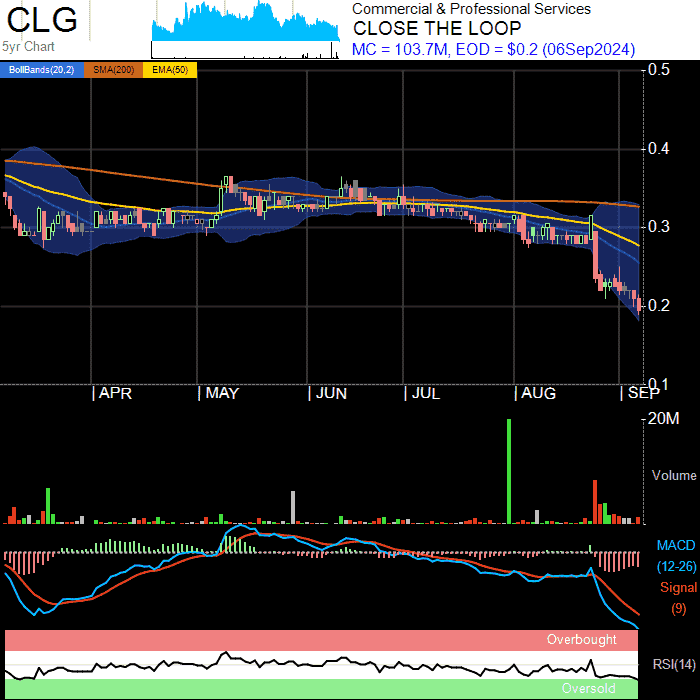 CLG
Commercial & Professional Services
CLOSE THE LOOP
5yr Chart
MC = 103.7M, EOD = $0.2 (06Sep2024)
BollBands(20,2) SMA(200) EMA(50)
0.5
0.4
0.3
0.2
0.1
APR MAY JUN JUL AUG SEP
20M
Volume
MACD
(12-26)
Signal
(9)
Overbought
RSI(14)
Oversold